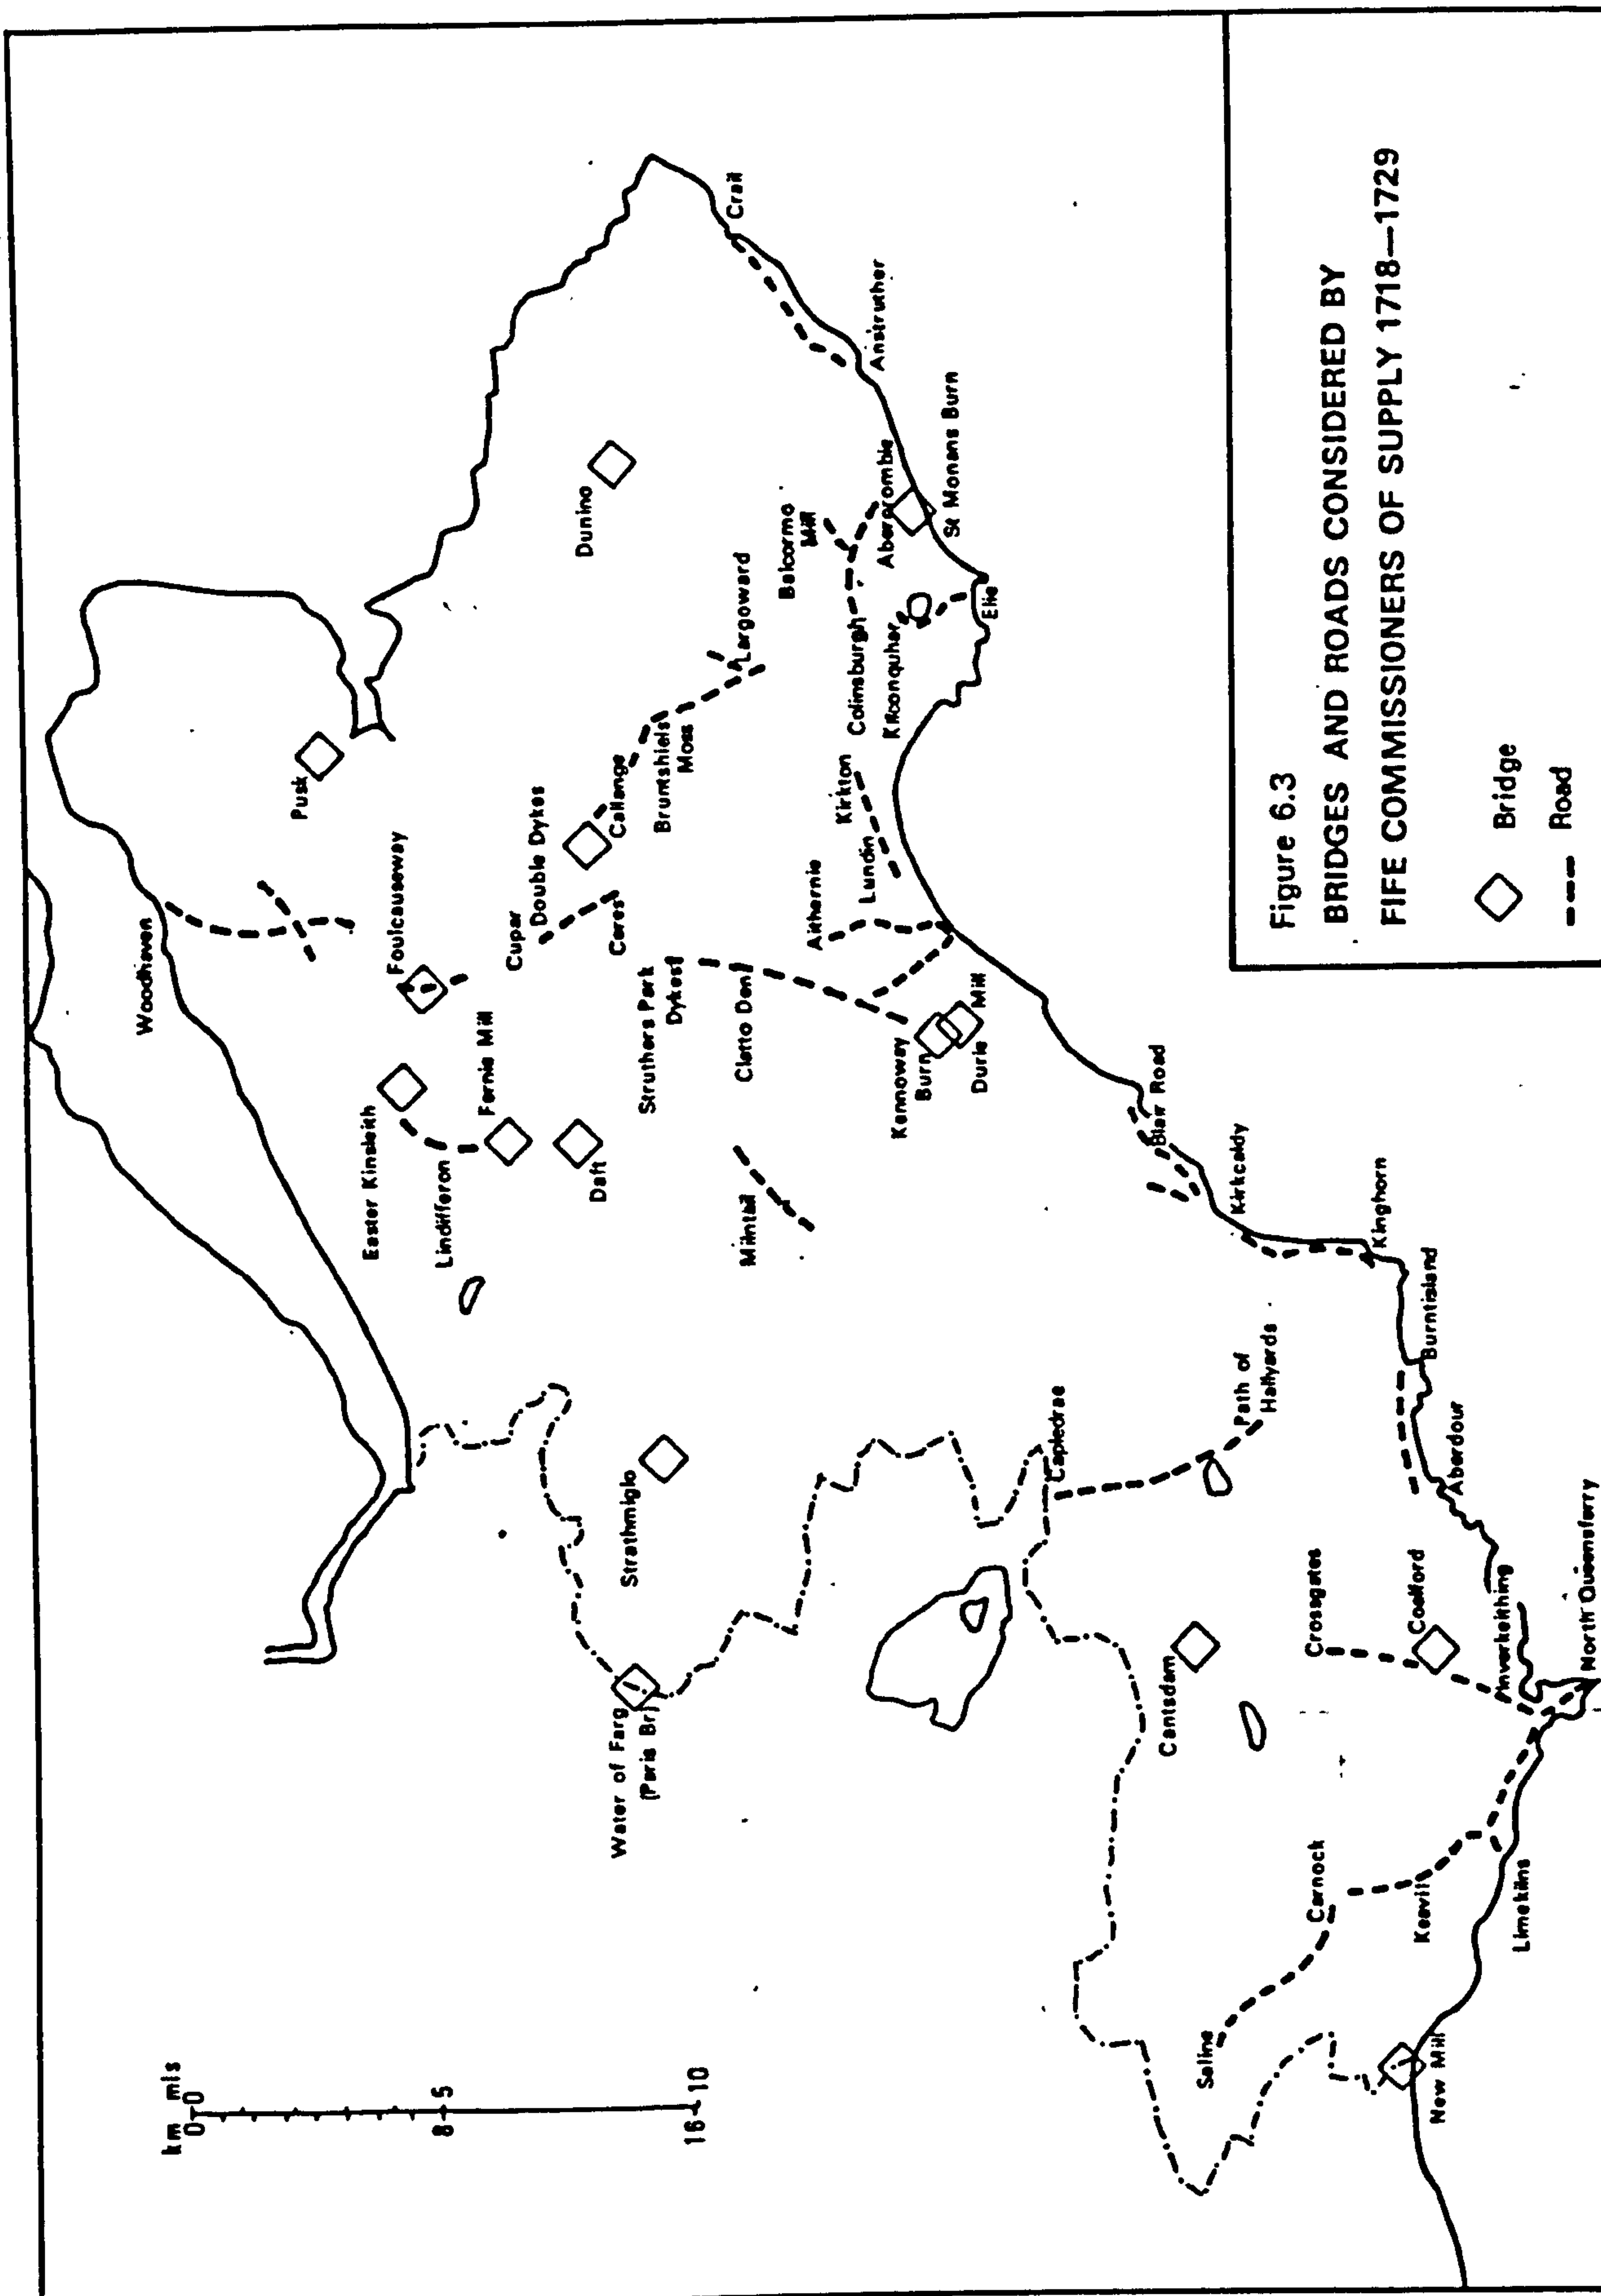 km mls
0 0
8 5
16 10
Woodhaven
Pusk
Foulcauseway
Easter Kinsleith
Lindifferon
Fernie Mill
Daft
Cupar
Double Dykes
Ceres
Callange
Bruntshiels
Moss
Dunino
Largoward
Struthers Park
Dykes
Clatto Den
Milntail
Strathmiglo
Water of Farg
(Paris Br)
Balcormo
Mill
Crail
Anstruther
Abercrombie
St Monans Burn
Colinsburgh
Kilconquhar
Elie
Kirkton
Lundin
Aithernie
Kennoway
Burn
Durie Mill
Blair Road
Kirkcaldy
Kinghorn
Burntisland
Aberdour
Capledrae
Path of
Hallyards
Cantsdam
Crossgates
Coalford
Inverkeithing
North Queensferry
Carnock
Keavil
Limekilns
Saline
New Mill
Figure 6.3
BRIDGES AND ROADS CONSIDERED BY
FIFE COMMISSIONERS OF SUPPLY 1718—1729
Bridge
Road